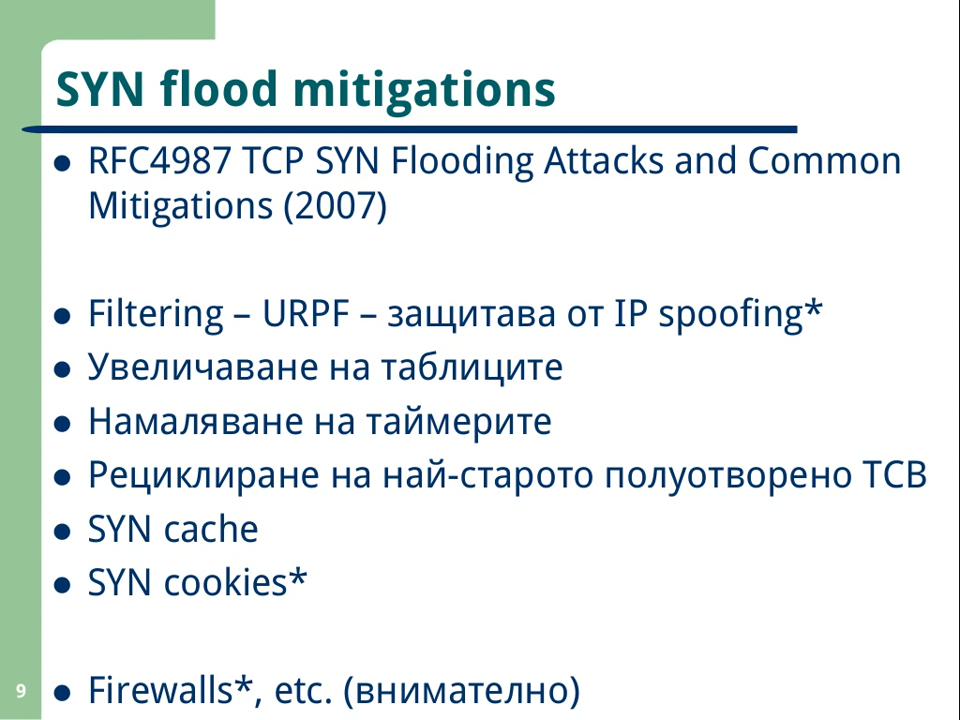 SYN flood mitigations
● RFC4987 TCP SYN Flooding Attacks and Common
Mitigations (2007)
● Filtering – URPF – защитава от IP spoofing*
● Увеличаване на таблиците
● Намаляване на таймерите
● Рециклиране на най-старото полуотворено TCB
● SYN cache
● SYN cookies*
● Firewalls*, etc. (внимателно)
9